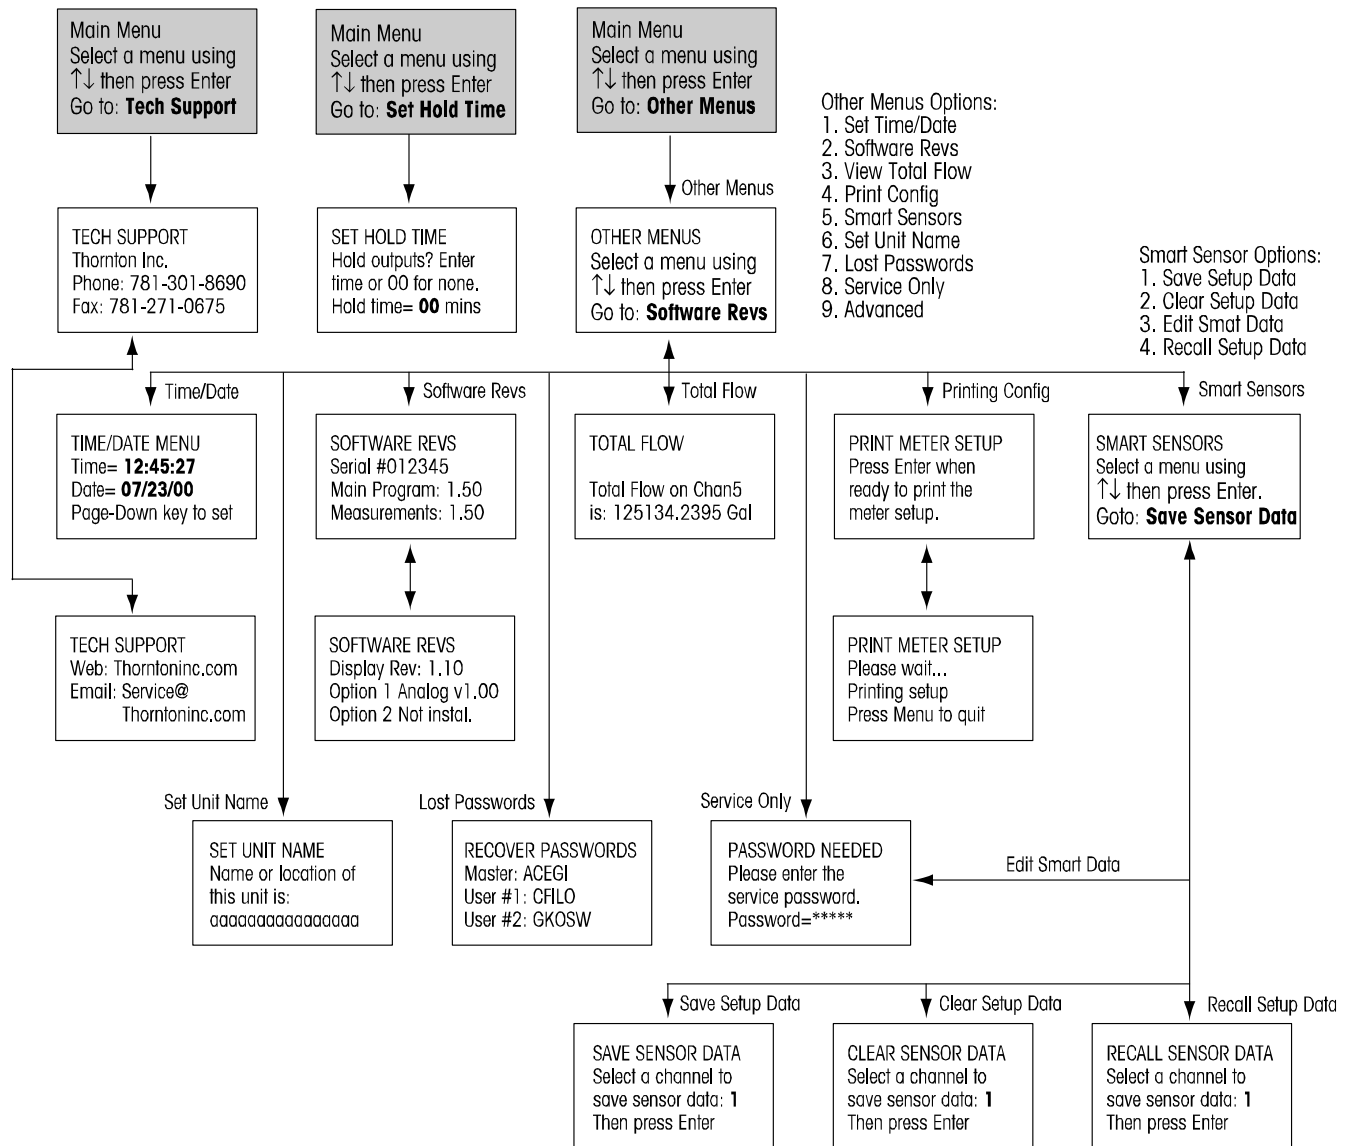 Main Menu
Select a menu using
↑↓ then press Enter
Go to: Tech Support
Main Menu
Select a menu using
↑↓ then press Enter
Go to: Set Hold Time
Main Menu
Select a menu using
↑↓ then press Enter
Go to: Other Menus
Other Menus Options:
1. Set Time/Date
2. Software Revs
3. View Total Flow
4. Print Config
5. Smart Sensors
6. Set Unit Name
7. Lost Passwords
8. Service Only
9. Advanced
Smart Sensor Options:
1. Save Setup Data
2. Clear Setup Data
3. Edit Smat Data
4. Recall Setup Data
TECH SUPPORT
Thornton Inc.
Phone: 781-301-8690
Fax: 781-271-0675
SET HOLD TIME
Hold outputs? Enter
time or 00 for none.
Hold time= 00 mins
Other Menus
OTHER MENUS
Select a menu using
↑↓ then press Enter
Go to: Software Revs
Time/Date
TIME/DATE MENU
Time= 12:45:27
Date= 07/23/00
Page-Down key to set
Software Revs
SOFTWARE REVS
Serial #012345
Main Program: 1.50
Measurements: 1.50
Total Flow
TOTAL FLOW
Total Flow on Chan5
is: 125134.2395 Gal
Printing Config
PRINT METER SETUP
Press Enter when
ready to print the
meter setup.
Smart Sensors
SMART SENSORS
Select a menu using
↑↓ then press Enter.
Goto: Save Sensor Data
TECH SUPPORT
Web: Thorntoninc.com
Email: Service@
Thorntoninc.com
SOFTWARE REVS
Display Rev: 1.10
Option 1 Analog v1.00
Option 2 Not instal.
PRINT METER SETUP
Please wait...
Printing setup
Press Menu to quit
Set Unit Name
SET UNIT NAME
Name or location of
this unit is:
aaaaaaaaaaaaaaaa
Lost Passwords
RECOVER PASSWORDS
Master: ACEGI
User #1: CFILO
User #2: GKOSW
Service Only
PASSWORD NEEDED
Please enter the
service password.
Password=*****
Edit Smart Data
Save Setup Data
SAVE SENSOR DATA
Select a channel to
save sensor data: 1
Then press Enter
Clear Setup Data
CLEAR SENSOR DATA
Select a channel to
save sensor data: 1
Then press Enter
Recall Setup Data
RECALL SENSOR DATA
Select a channel to
save sensor data: 1
Then press Enter